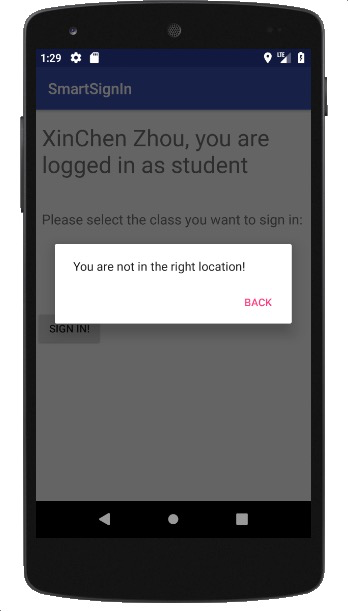 1:29 LTE
SmartSignIn
XinChen Zhou, you are
logged in as student
Please select the class you want to sign in:
You are not in the right location!
BACK
SIGN IN!